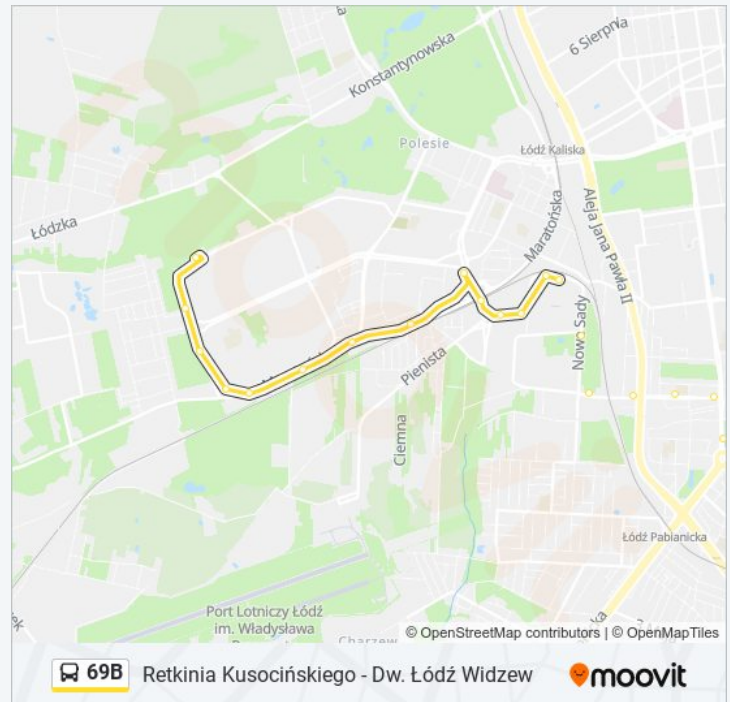 6 Sierpnia
Konstantynowska
Polesie
Łódź Kaliska
Łódzka
Maratońska
Aleja Jana Pawła II
Nowe Sady
Pienista
Ciemna
Łódź Pabianicka
Port Lotniczy Łódź
im. Władysława
© OpenStreetMap contributors | © OpenMapTiles
69B
Retkinia Kusocińskiego - Dw. Łódź Widzew
moovit